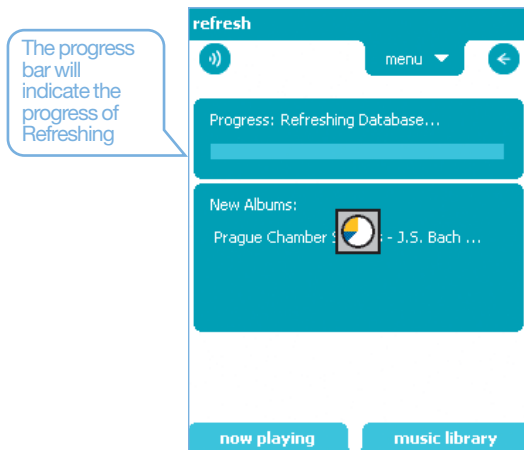 refresh
The progress
bar will
indicate the
progress of
Refreshing
menu
Progress: Refreshing Database...
New Albums:
Prague Chamber - J.S. Bach ...
now playing
music library